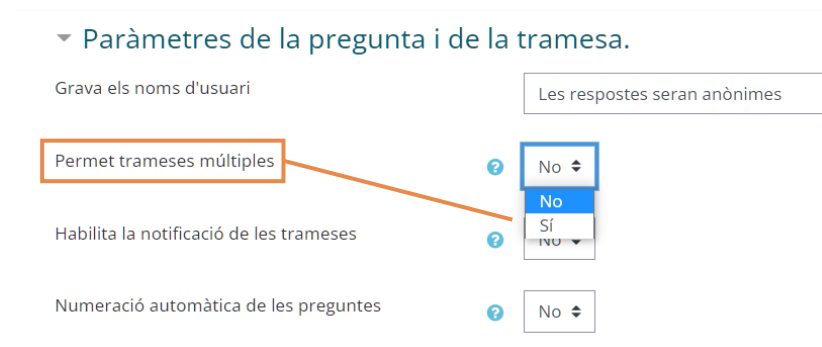 Paràmetres de la pregunta i de la tramesa.
Grava els noms d'usuari
Les respostes seran anònimes
Permet trameses múltiples
No
No
Sí
Habilita la notificació de les trameses
No
Numeració automàtica de les preguntes
No